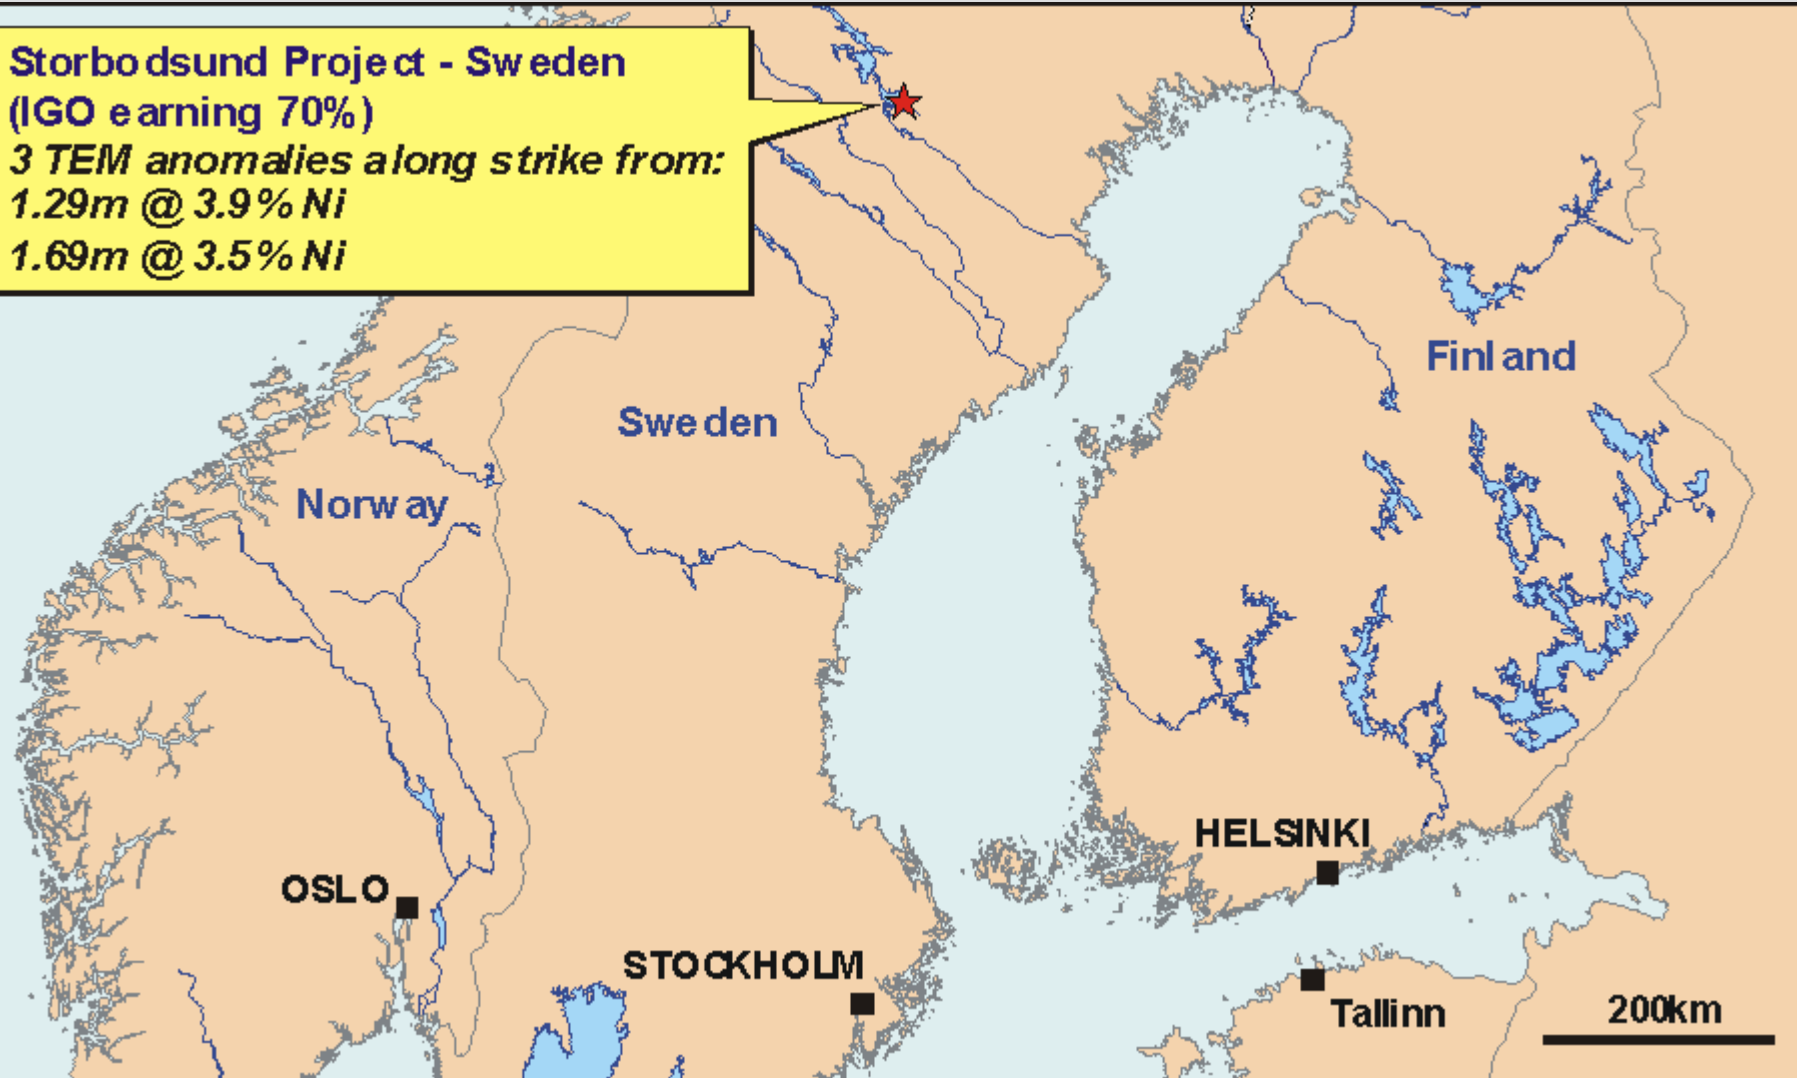 Storbodsund Project - Sweden
(IGO earning 70%)
3 TEM anomalies along strike from:
1.29m @ 3.9% Ni
1.69m @ 3.5% Ni
Finland
Sweden
Norway
HELSINKI
OSLO
STOCKHOLM
Tallinn
200km